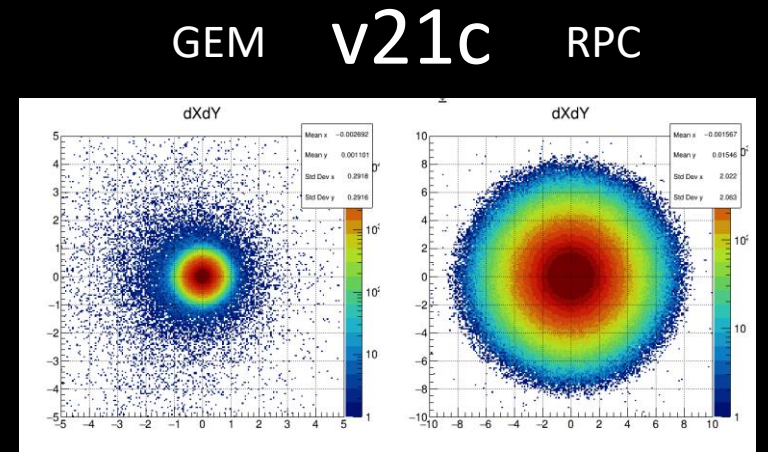 GEM v21c RPC
dXdY
Mean x −0.002692
Mean y 0.001101
Std Dev x 0.2918
Std Dev y 0.2916
5
4
3
2
1
0
−1
−2
−3
−4
−5
−5 −4 −3 −2 −1 0 1 2 3 4 5
10²
10
1
dXdY
Mean x −0.001567
Mean y 0.01546
Std Dev x 2.022
Std Dev y 2.063
10
8
6
4
2
0
−2
−4
−6
−8
−10
−10 −8 −6 −4 −2 0 2 4 6 8 10
10²
10
1